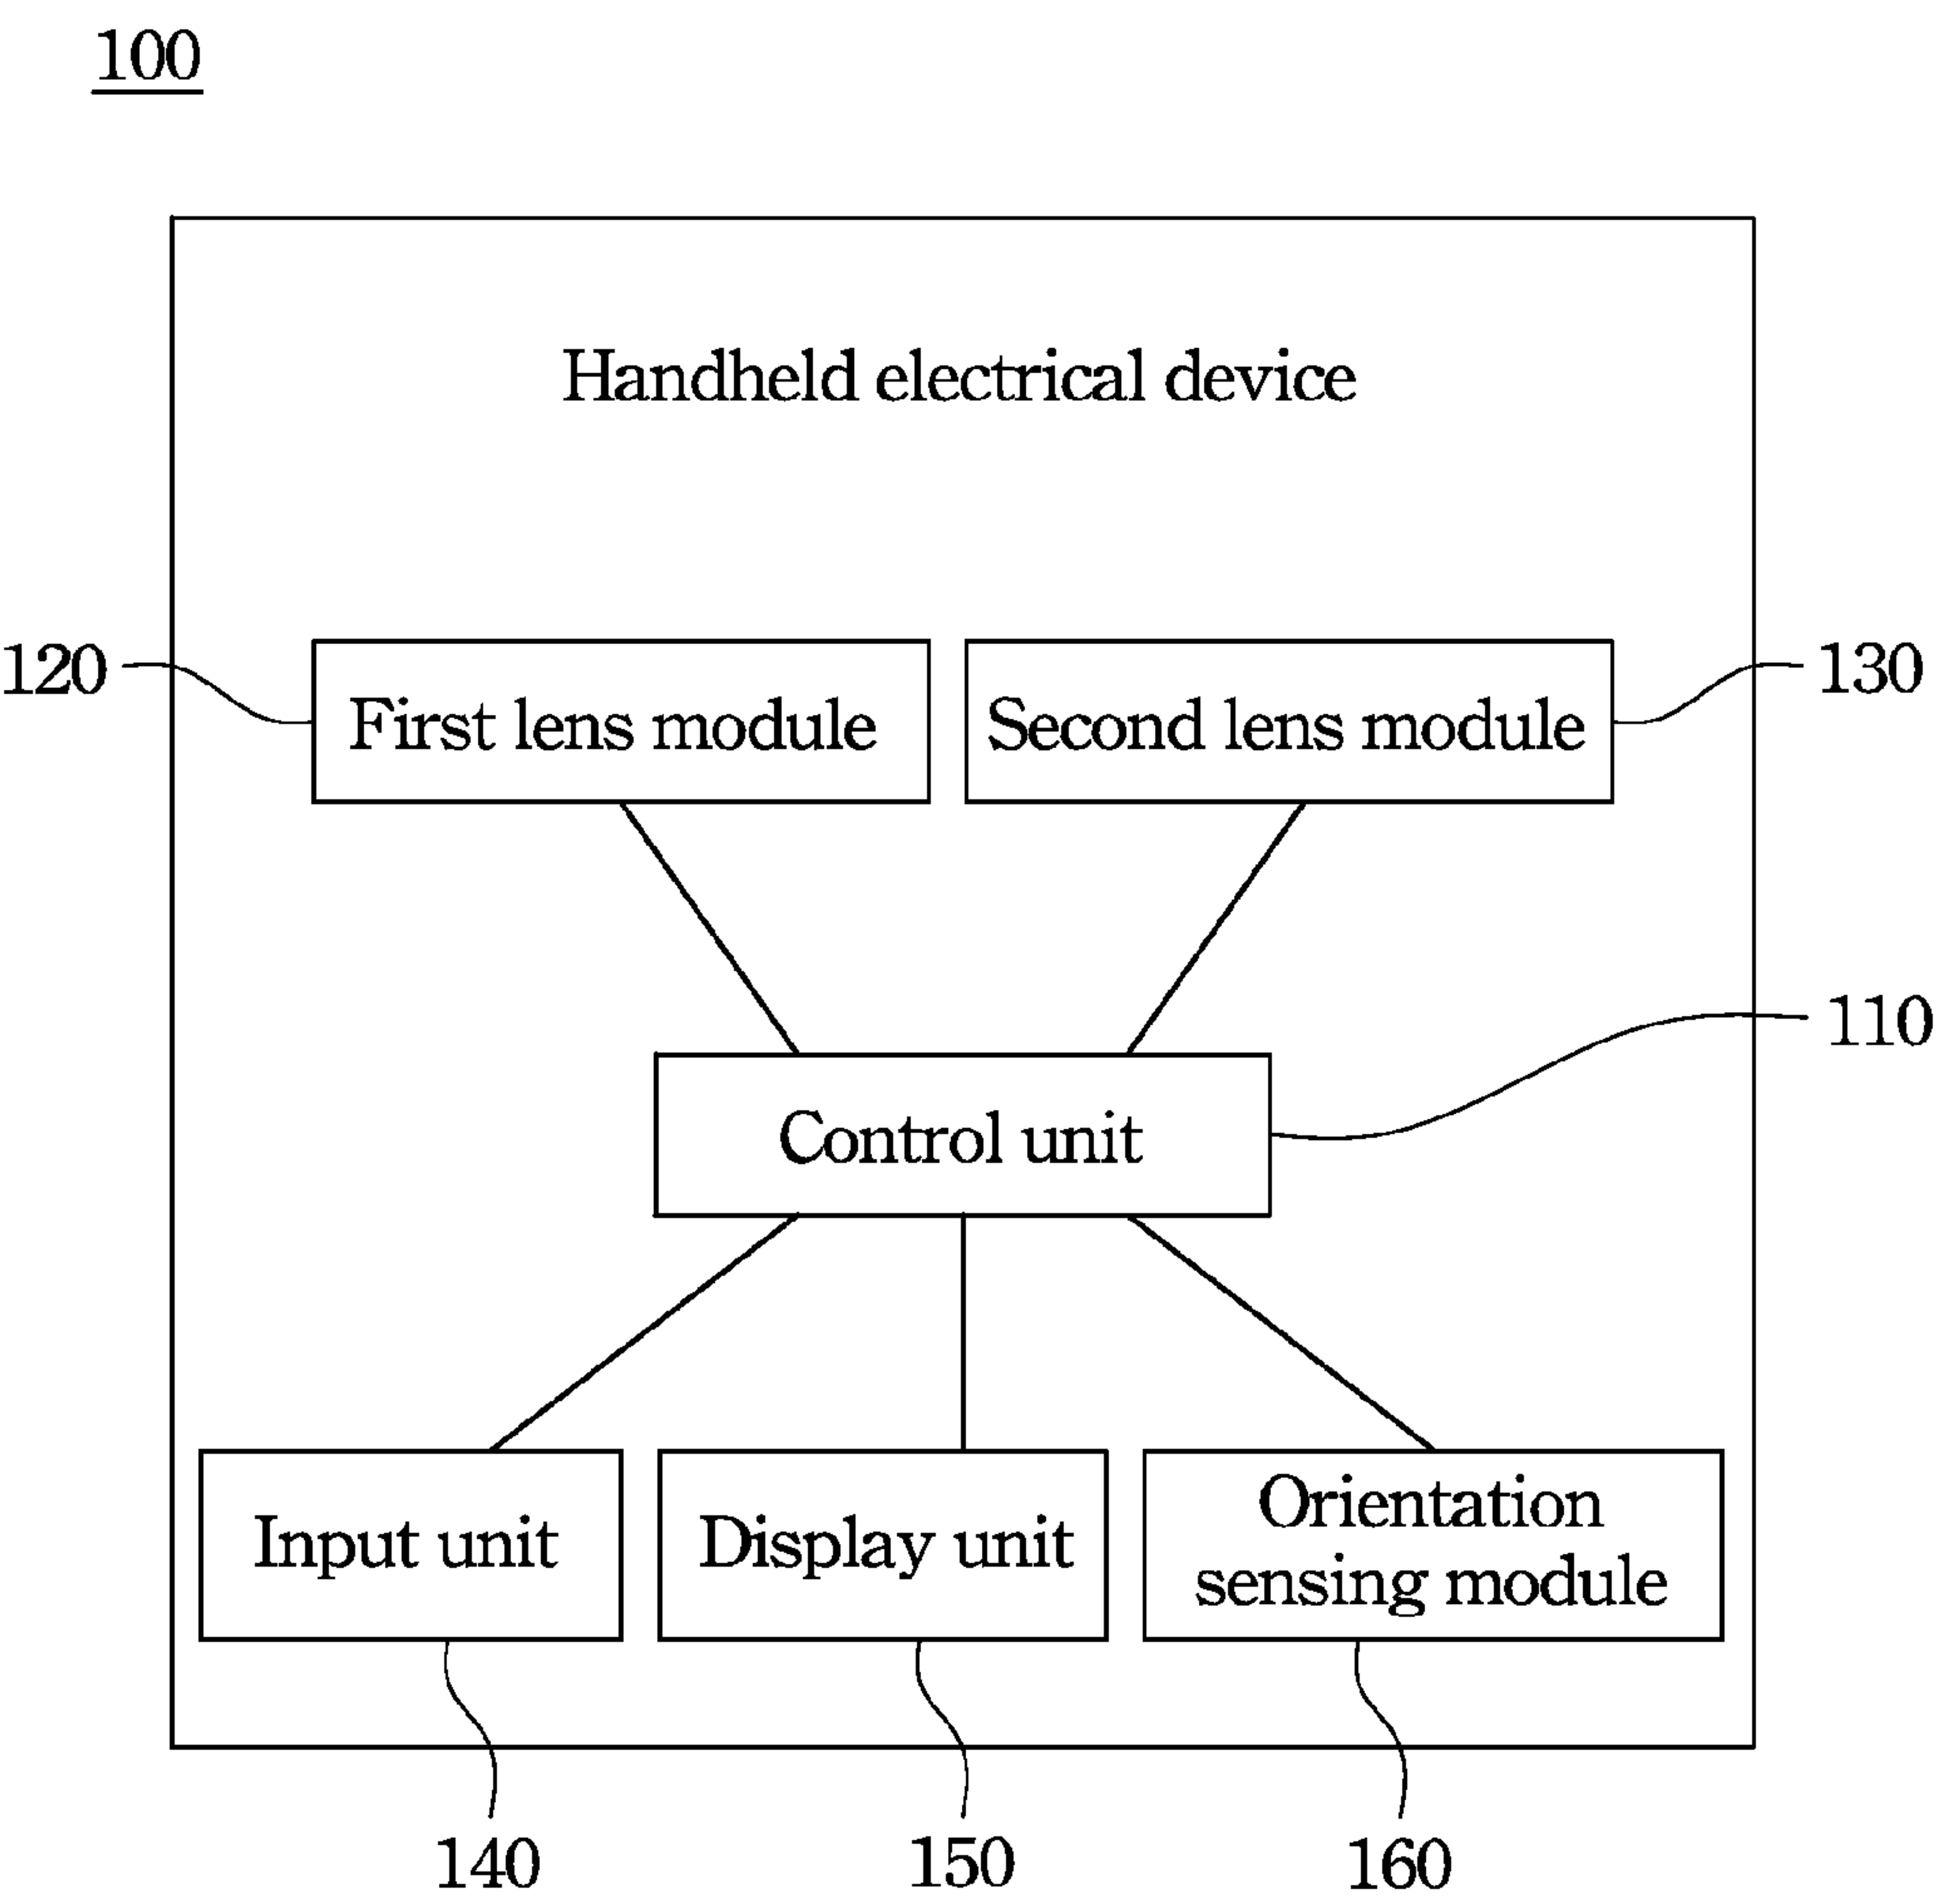 100
Handheld electrical device
120
First lens module
Second lens module
130
110
Control unit
Input unit
Display unit
Orientation
sensing module
140
150
160